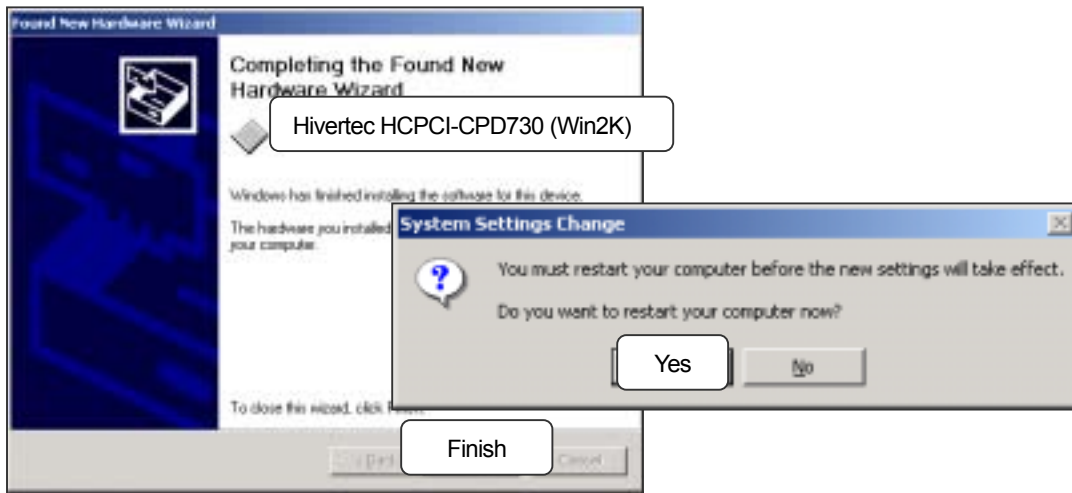 Found New Hardware Wizard
Completing the Found New
Hardware Wizard
Hivertec HCPCI-CPD730 (Win2K)
Windows has finished installing the software for this device.
The hardware you installed
your computer.
System Settings Change
You must restart your computer before the new settings will take effect.
Do you want to restart your computer now?
Yes
No
To close this wizard, click
Finish
Cancel